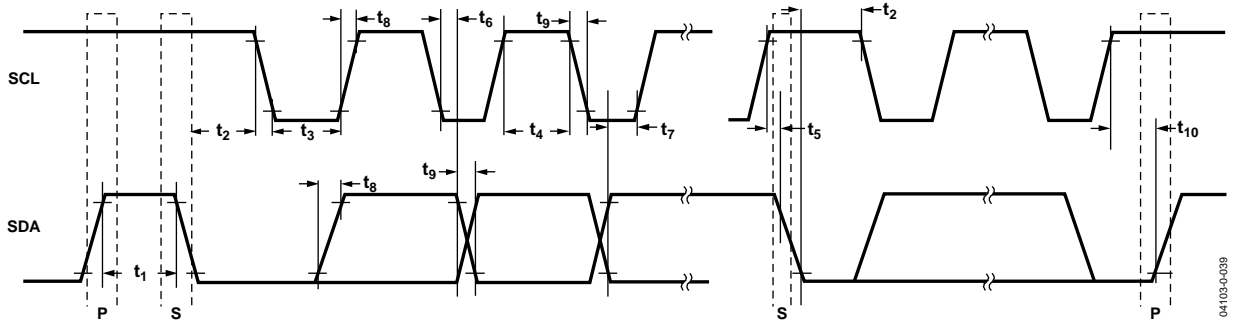 t8 t6 t9 t2
SCL
t2 t3 t4 t7 t5 t10
t9
t8
SDA
t1
P S S P
04103-0-039